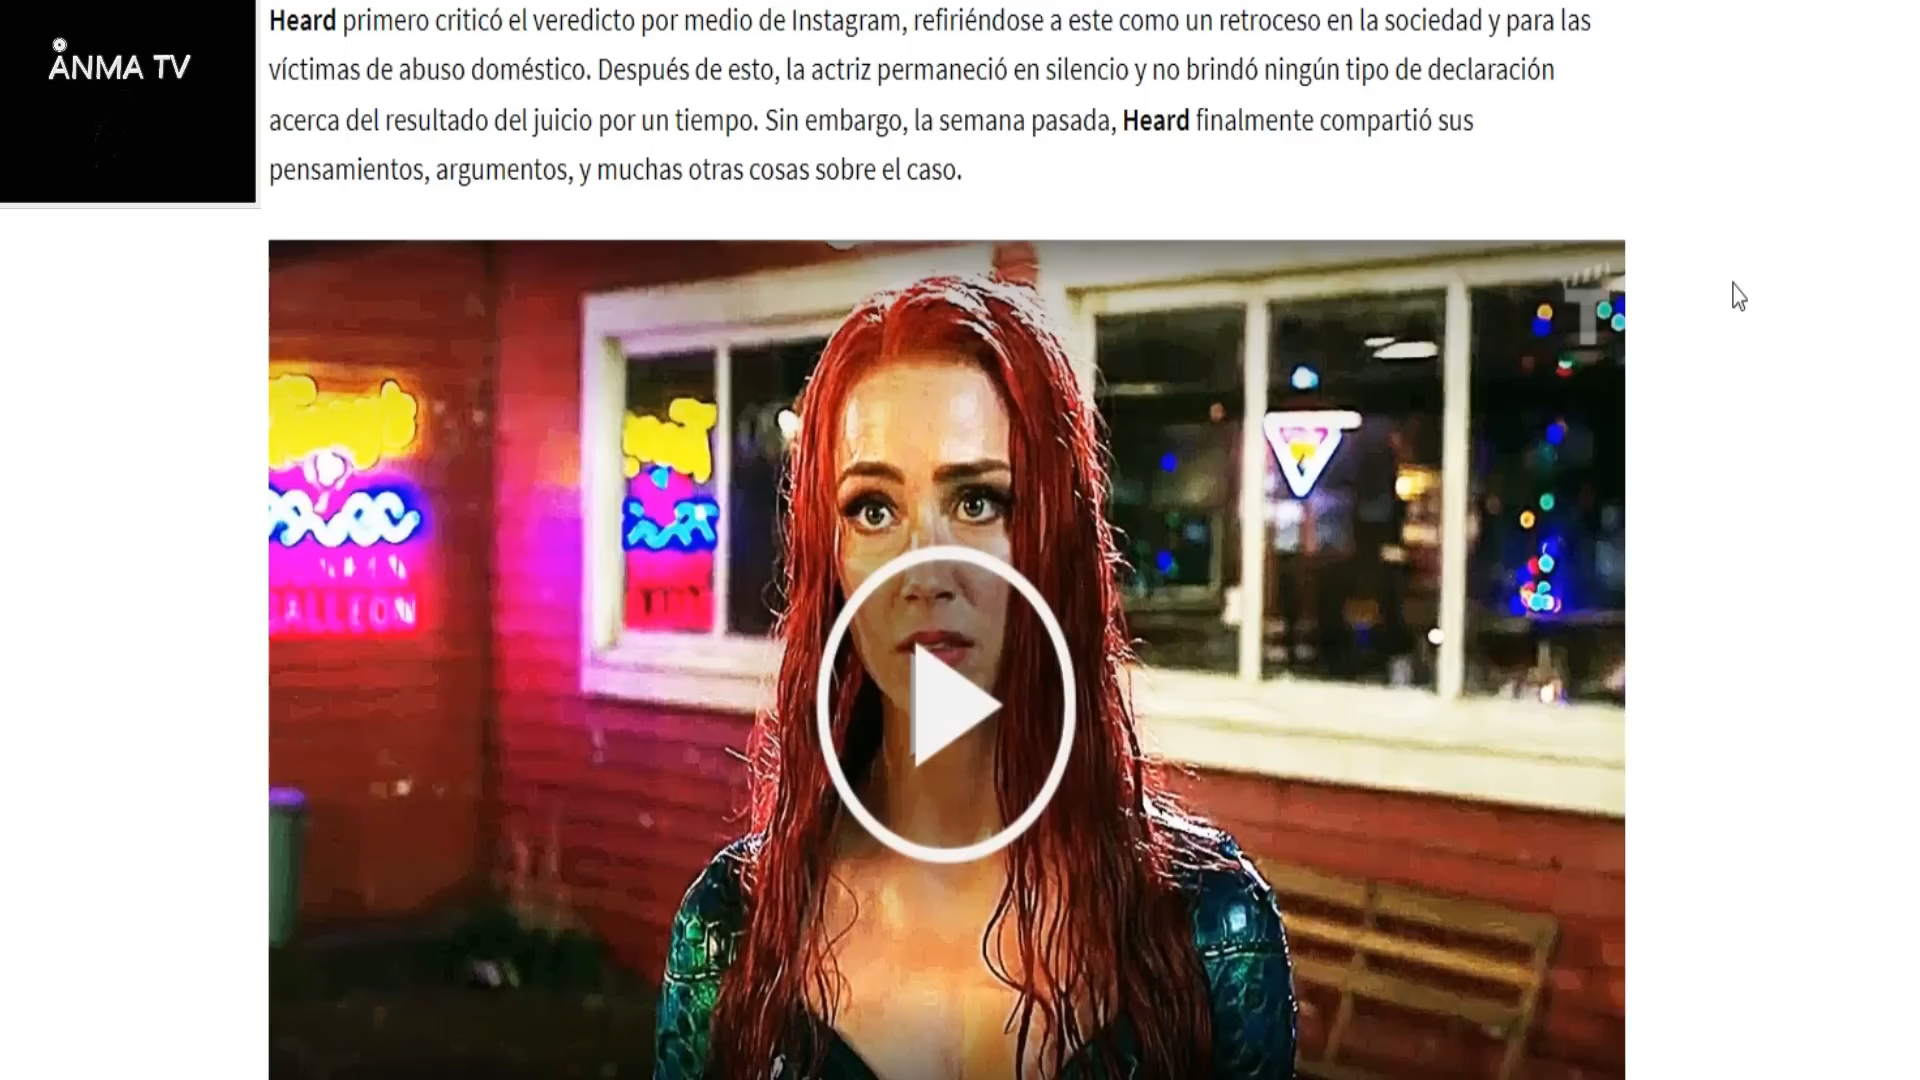 ANMA TV
Heard primero criticó el veredicto por medio de Instagram, refiriéndose a este como un retroceso en la sociedad y para las
víctimas de abuso doméstico. Después de esto, la actriz permaneció en silencio y no brindó ningún tipo de declaración
acerca del resultado del juicio por un tiempo. Sin embargo, la semana pasada, Heard finalmente compartió sus
pensamientos, argumentos, y muchas otras cosas sobre el caso.